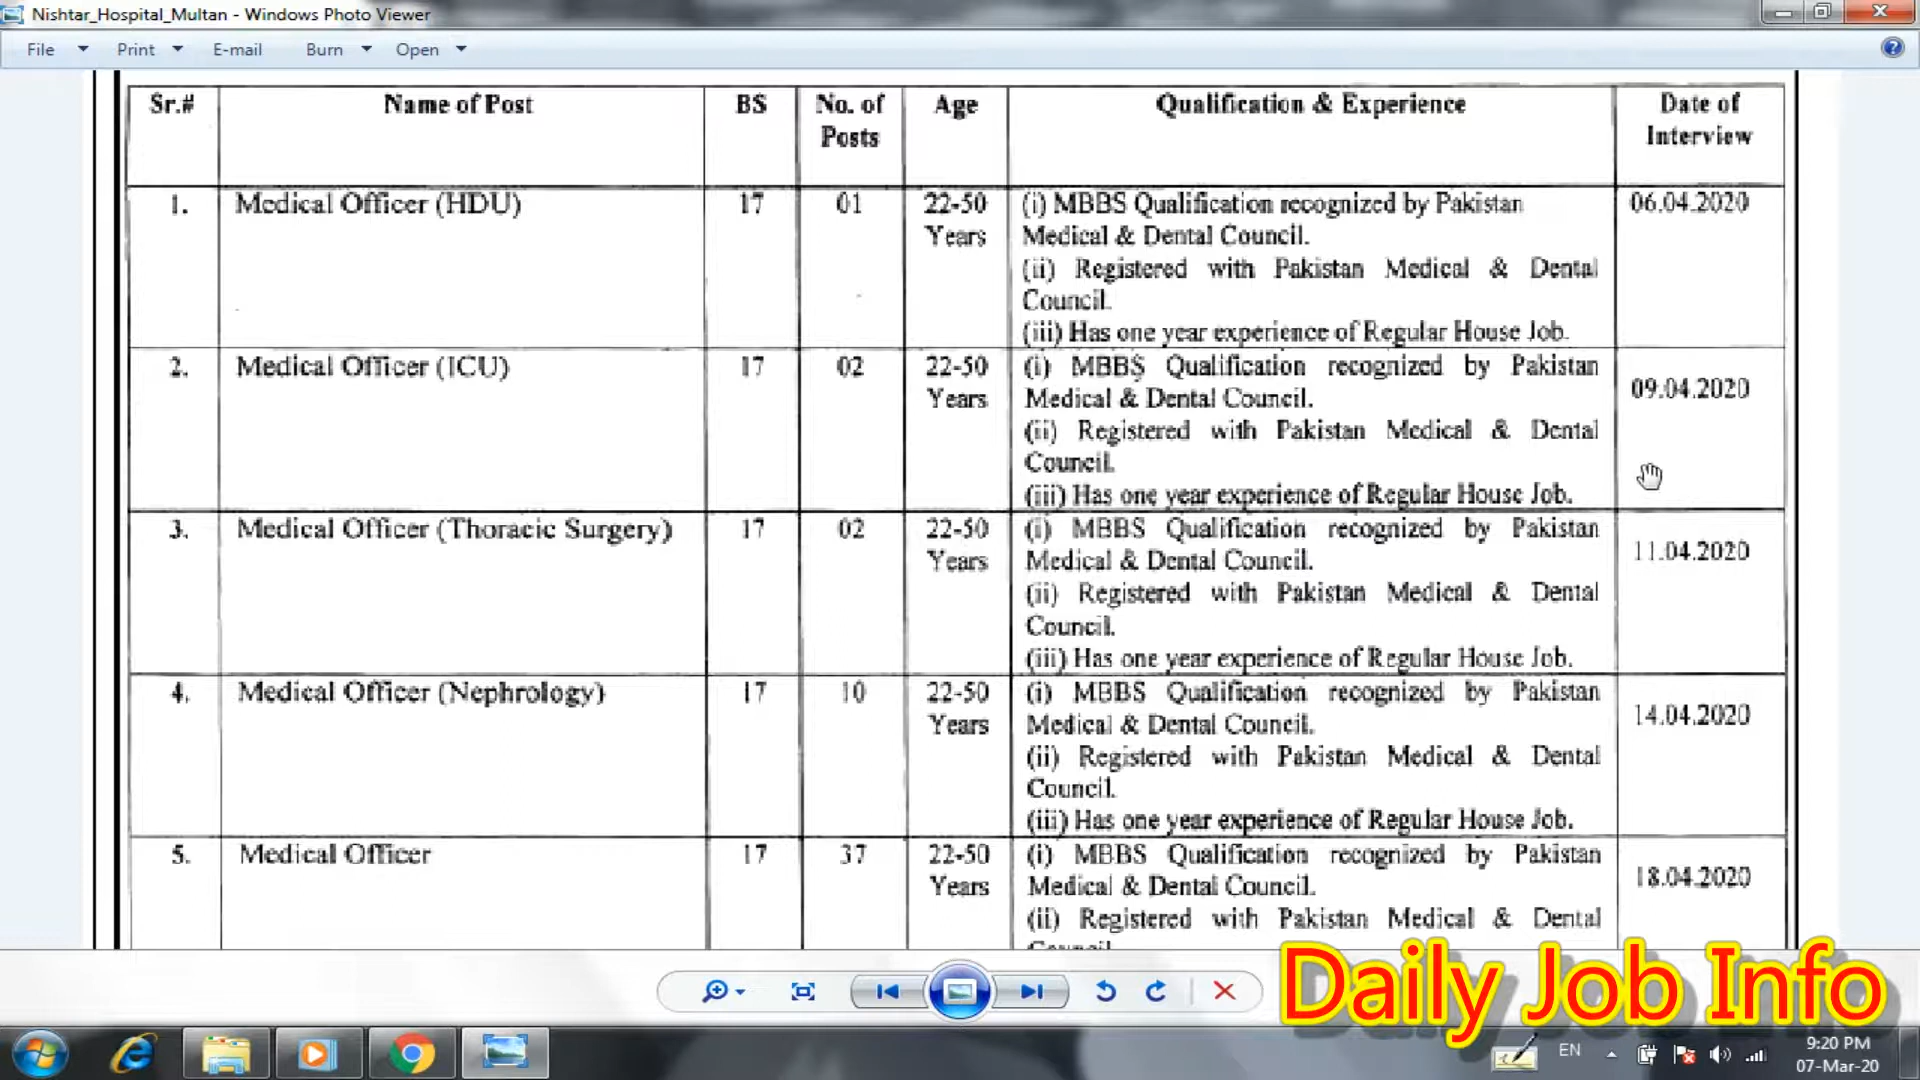 Nishtar_Hospital_Multan - Windows Photo Viewer
File Print E-mail Burn Open
Sr.# Name of Post BS No. of Posts Age Qualification & Experience Date of Interview
1. Medical Officer (HDU) 17 01 22-50 Years
(i) MBBS Qualification recognized by Pakistan
Medical & Dental Council.
(ii) Registered with Pakistan Medical & Dental
Council.
(iii) Has one year experience of Regular House Job.
06.04.2020
2. Medical Officer (ICU) 17 02 22-50 Years
(i) MBBS Qualification recognized by Pakistan
Medical & Dental Council.
(ii) Registered with Pakistan Medical & Dental
Council.
(iii) Has one year experience of Regular House Job.
09.04.2020
3. Medical Officer (Thoracic Surgery) 17 02 22-50 Years
(i) MBBS Qualification recognized by Pakistan
Medical & Dental Council.
(ii) Registered with Pakistan Medical & Dental
Council.
(iii) Has one year experience of Regular House Job.
11.04.2020
4. Medical Officer (Nephrology) 17 10 22-50 Years
(i) MBBS Qualification recognized by Pakistan
Medical & Dental Council.
(ii) Registered with Pakistan Medical & Dental
Council.
(iii) Has one year experience of Regular House Job.
14.04.2020
5. Medical Officer 17 37 22-50 Years
(i) MBBS Qualification recognized by Pakistan
Medical & Dental Council.
(ii) Registered with Pakistan Medical & Dental
18.04.2020
Daily Job Info
EN
9:20 PM
07-Mar-20